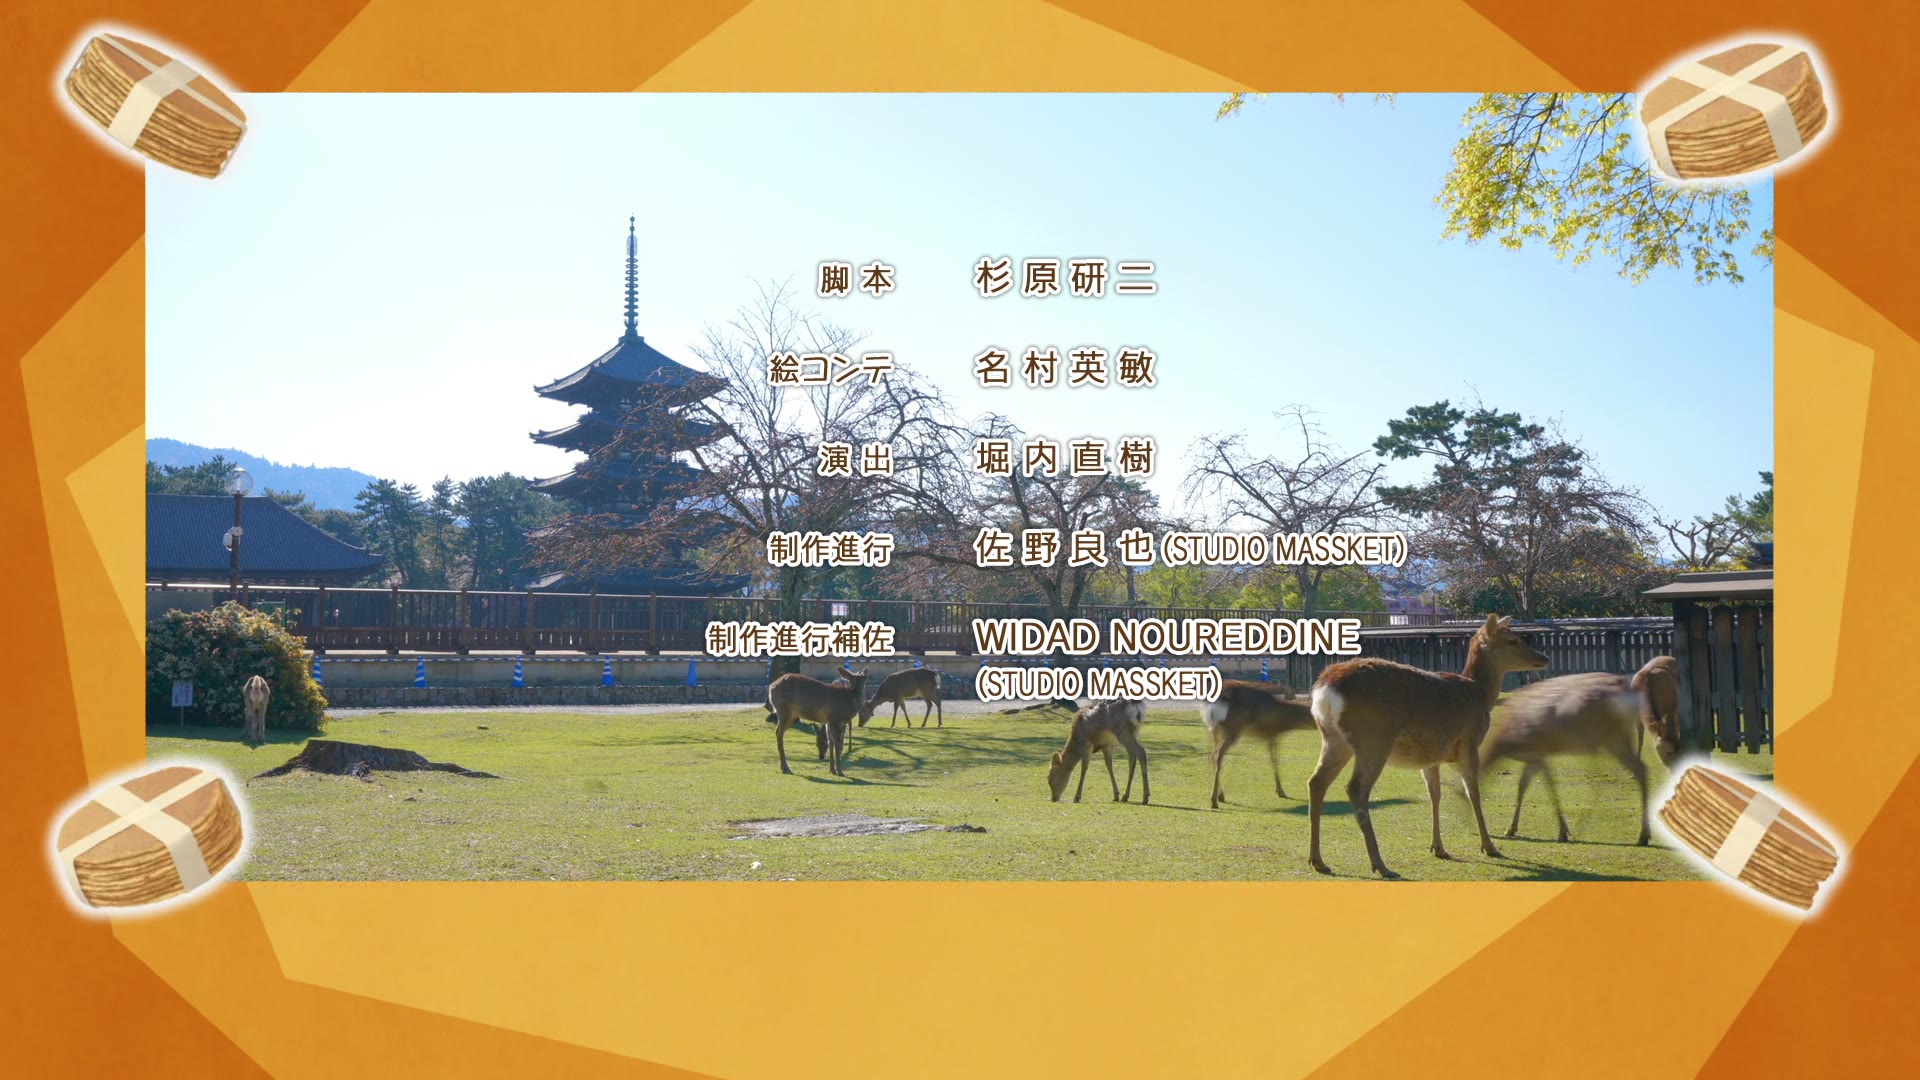 脚本 杉原研二
絵コンテ 名村英敏
演出 堀内直樹
制作進行 佐野良也(STUDIO MASSKET)
制作進行補佐 WIDAD NOUREDDINE
(STUDIO MASSKET)